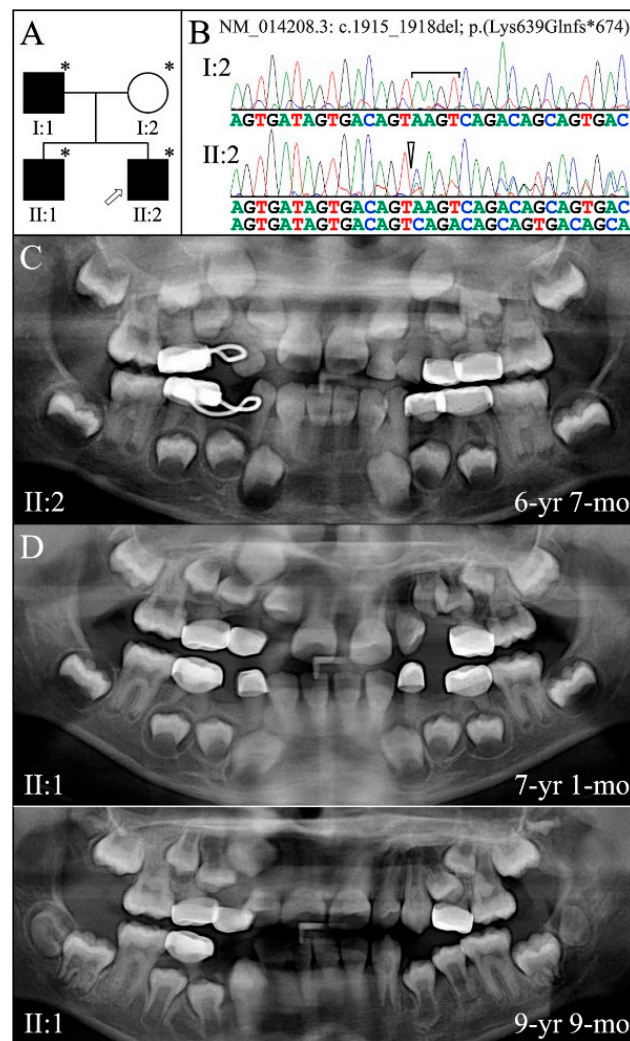 A
*
*
I:1
I:2
*
*
II:1
II:2
B
NM_014208.3: c.1915_1918del; p.(Lys639Glnfs*674)
I:2
AGTGATAGTGACAGTAAGTCAGACAGCAGTGAC
II:2
AGTGATAGTGACAGTAAGTCAGACAGCAGTGAC
AGTGATAGTGACAGTCAGACAGCAGTGACAGCA
C
II:2
6-yr 7-mo
D
II:1
7-yr 1-mo
II:1
9-yr 9-mo